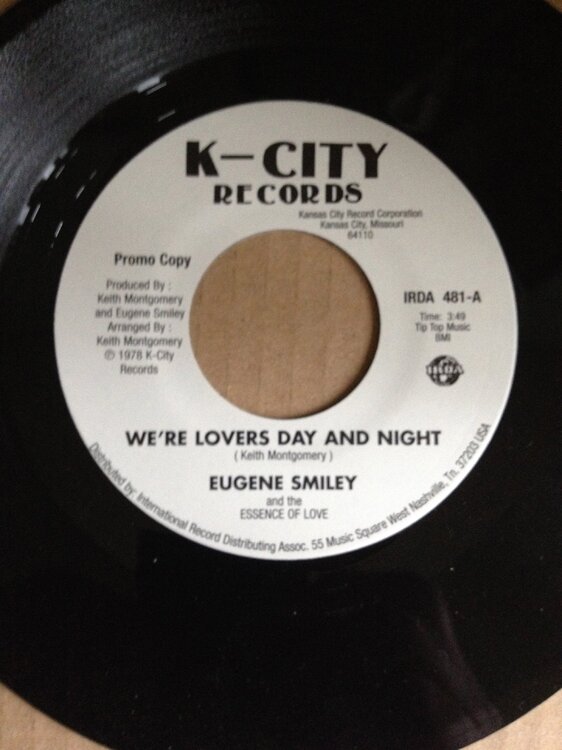 K-CITY
RECORDS
Kansas City Record Corporation
Kansas City, Missouri
64110
Promo Copy
Produced By :
Keith Montgomery
and Eugene Smiley
Arranged By :
Keith Montgomery
℗ 1978 K-City
Records
IRDA 481-A
Time: 3:49
Tip Top Music
BMI
IRDA
WE'RE LOVERS DAY AND NIGHT
( Keith Montgomery )
EUGENE SMILEY
and the
ESSENCE OF LOVE
Distributed by: International Record Distributing Assoc. 55 Music Square West Nashville, Tn. 37203 USA